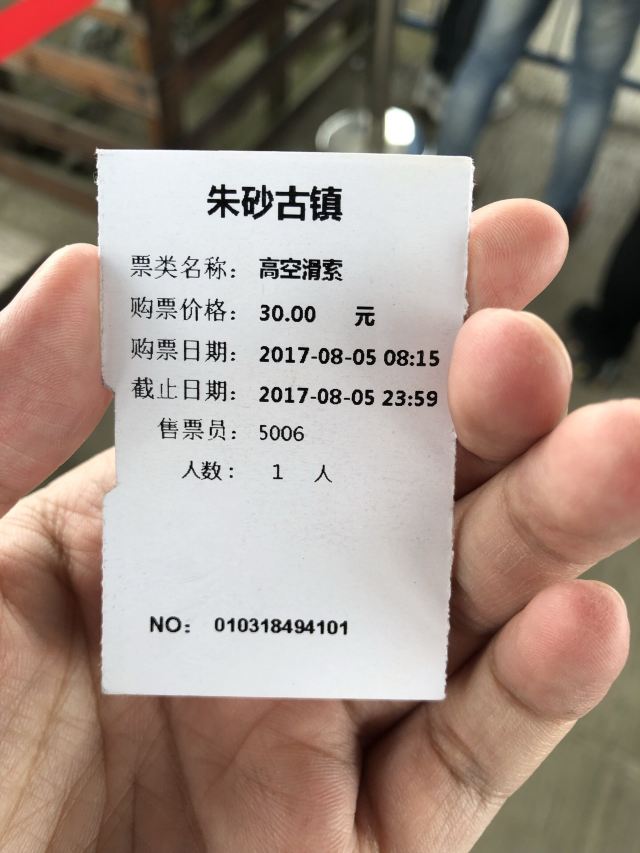 朱砂古镇
票类名称：高空滑索
购票价格：30.00 元
购票日期：2017-08-05 08:15
截止日期：2017-08-05 23:59
售票员：5006
人数：1 人
NO：010318494101